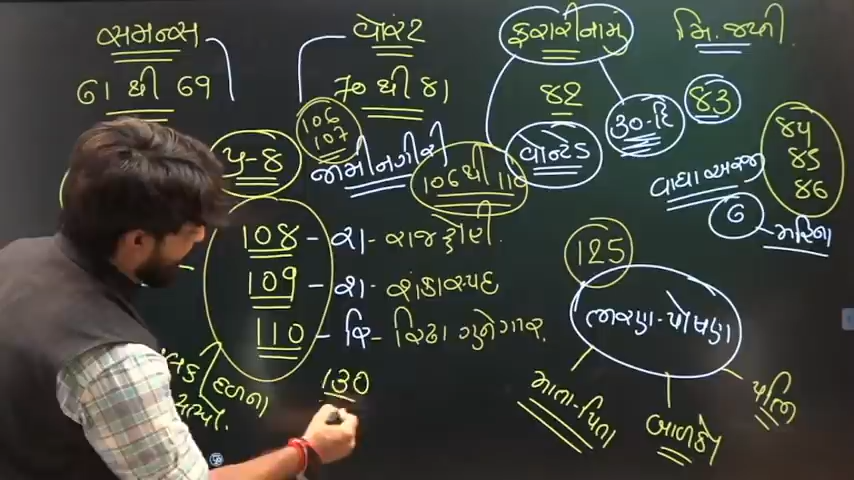 સમન્સ
વોરંટ
ફરારીનામું
મિ. જપ્તી.
61 થી 69
70 થી 81
82
30-દિ
83
84
85
86
106
107
પ-8
જામીનગીરી
106 થી 110
વોન્ટેડ
વાંધા અરજી
6
મહિના
108 - રા - રાજદ્રોહી.
109 - શ - શંકાસ્પદ
110 - રિ - રિઢા ગુનેગાર.
125
ભરણ-પોષણ
130
માતા-પિતા
બાળકો
પત્નિ